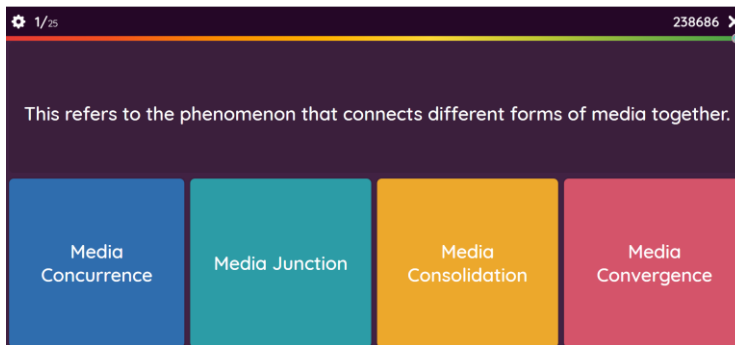 1/25
238686
This refers to the phenomenon that connects different forms of media together.
Media
Concurrence
Media Junction
Media
Consolidation
Media
Convergence